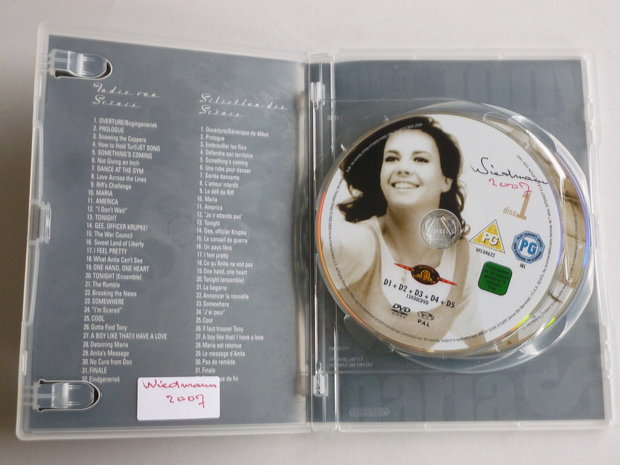 Index van
Scènes
1. OVERTURE/Begingeneriek
2. PROLOGUE
3. Snowing the Coppers
4. How to Hold Turf/JET SONG
5. SOMETHING'S COMING
6. Not Giving an Inch
7. DANCE AT THE GYM
8. Love Across the Lines
9. Riff's Challenge
10. MARIA
11. AMERICA
12. "I Don't Wait"
13. TONIGHT
14. GEE, OFFICER KRUPKE!
15. The War Council
16. Sweet Land of Liberty
17. I FEEL PRETTY
18. What Anita Can't See
19. ONE HAND, ONE HEART
20. TONIGHT (Ensemble)
21. The Rumble
22. Breaking the News
23. SOMEWHERE
24. "I'm Scared"
25. COOL
26. Gotta Find Tony
27. A BOY LIKE THAT/I HAVE A LOVE
28. Detaining Maria
29. Anita's Message
30. No Cure from Doc
31. FINALE
32. Eindgeneriek
Sélection des
Scènes
1. Ouverture/Générique de début
2. Prologue
3. Embrouiller les flics
4. Défendre son territoire
5. Something's coming
6. Une robe pour danser
7. Soirée dansante
8. L'amour interdit
9. Le défi de Riff
10. Maria
11. America
12. "Je n'attends pas"
13. Tonight
14. Gee, officer Krupke
15. Le conseil de guerre
16. Un pays libre
17. I feel pretty
18. Ce qu'Anita ne voit pas
19. One hand, one heart
20. Tonight (ensemble)
21. La bagarre
22. Annoncer la nouvelle
23. Somewhere
24. "J'ai peur"
25. Cool
26. Il faut trouver Tony
27. A boy like that/I have a love
28. Maria est retenue
29. Le message d'Anita
30. Pas de remède
31. Finale
de fin
Wiedmann
2007
Wiedmann
2007
disc 1
PG
PG
D1 + D2 + D3 + D4 + D5
DVD
PAL